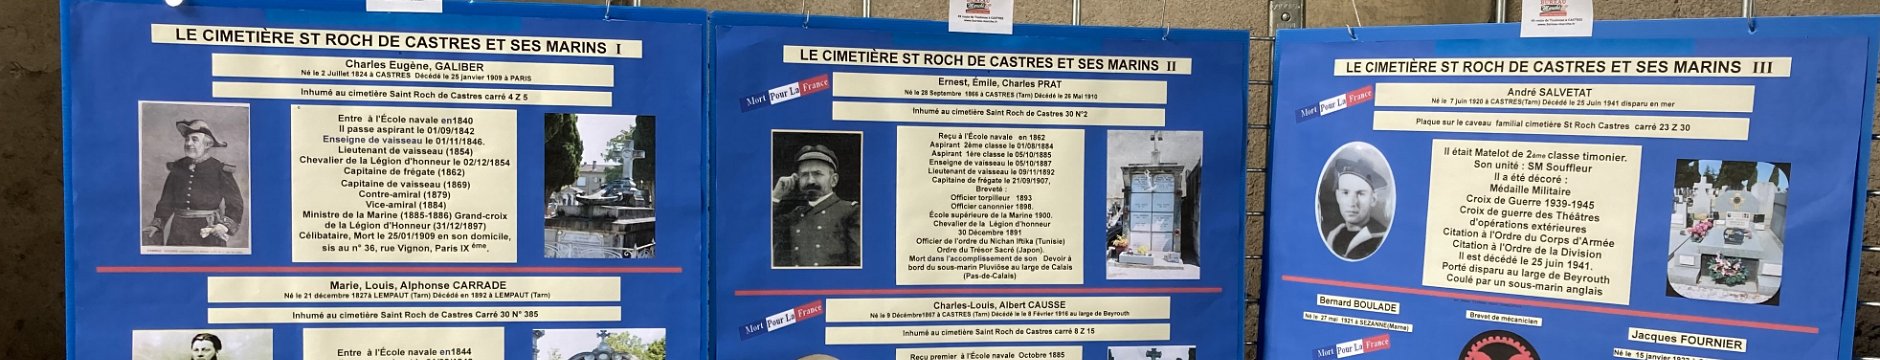 LE CIMETIÈRE ST ROCH DE CASTRES ET SES MARINS I
Charles Eugène, GALIBER
Né le 2 Juillet 1824 à CASTRES Décédé le 25 janvier 1909 à PARIS
Inhumé au cimetière Saint Roch de Castres carré 4 Z 5
Entre à l'École navale en1840
Il passe aspirant le 01/09/1842
Enseigne de vaisseau le 01/11/1846.
Lieutenant de vaisseau (1854)
Chevalier de la Légion d'honneur le 02/12/1854
Capitaine de frégate (1862)
Capitaine de vaisseau (1869)
Contre-amiral (1879)
Vice-amiral (1884)
Ministre de la Marine (1885-1886) Grand-croix
de la Légion d'Honneur (31/12/1897)
Célibataire, Mort le 25/01/1909 en son domicile,
sis au n° 36, rue Vignon, Paris IX ème.
Marie, Louis, Alphonse CARRADE
Né le 21 décembre 1827à LEMPAUT (Tarn) Décédé en 1892 à LEMPAUT (Tarn)
Inhumé au cimetière Saint Roch de Castres Carré 30 N° 385
Entre à l'École navale en1844
LE CIMETIÈRE ST ROCH DE CASTRES ET SES MARINS II
Mort Pour La France
Ernest, Émile, Charles PRAT
Né le 28 Septembre 1866 à CASTRES (Tarn) Décédé le 26 Mai 1910
Inhumé au cimetière Saint Roch de Castres 30 N°2
Reçu à l'École navale en 1862
Aspirant 2ème classe le 01/08/1884
Aspirant 1ère classe le 05/10/1885
Enseigne de vaisseau le 05/10/1887
Lieutenant de vaisseau le 09/11/1892
Capitaine de frégate le 21/09/1907,
Breveté :
Officier torpilleur 1893
Officier canonnier 1898.
École supérieure de la Marine 1900.
Chevalier de la Légion d'honneur
30 Décembre 1891
Officier de l'ordre du Nichan Iftika (Tunisie)
Ordre du Trésor Sacré (Japon).
Mort dans l'accomplissement de son Devoir à
bord du sous-marin Pluviôse au large de Calais
(Pas-de-Calais)
Mort Pour La France
Charles-Louis, Albert CAUSSE
Né le 9 Décembre1867 à CASTRES (Tarn) Décédé le le 8 Février 1916 au large de Beyrouth
Inhumé au cimetière Saint Roch de Castres carré 8 Z 15
Reçu premier à l'École navale Octobre 1885
LE CIMETIÈRE ST ROCH DE CASTRES ET SES MARINS III
Mort Pour La France
André SALVETAT
Né le 7 juin 1920 à CASTRES(Tarn) Décédé le 25 Juin 1941 disparu en mer
Plaque sur le caveau familial cimetière St Roch Castres carré 23 Z 30
Il était Matelot de 2ème classe timonier.
Son unité : SM Souffleur
Il a été décoré :
Médaille Militaire
Croix de Guerre 1939-1945
Croix de guerre des Théâtres
d'opérations extérieures
Citation à l'Ordre du Corps d'Armée
Citation à l'Ordre de la Division
Il est décédé le 25 juin 1941.
Porté disparu au large de Beyrouth
Coulé par un sous-marin anglais
Bernard BOULADE
Né le 27 mai 1921 à SEZANNE(Marne)
Mort Pour La France
Brevet de mécanicien
Jacques FOURNIER
Né le 15 janvier